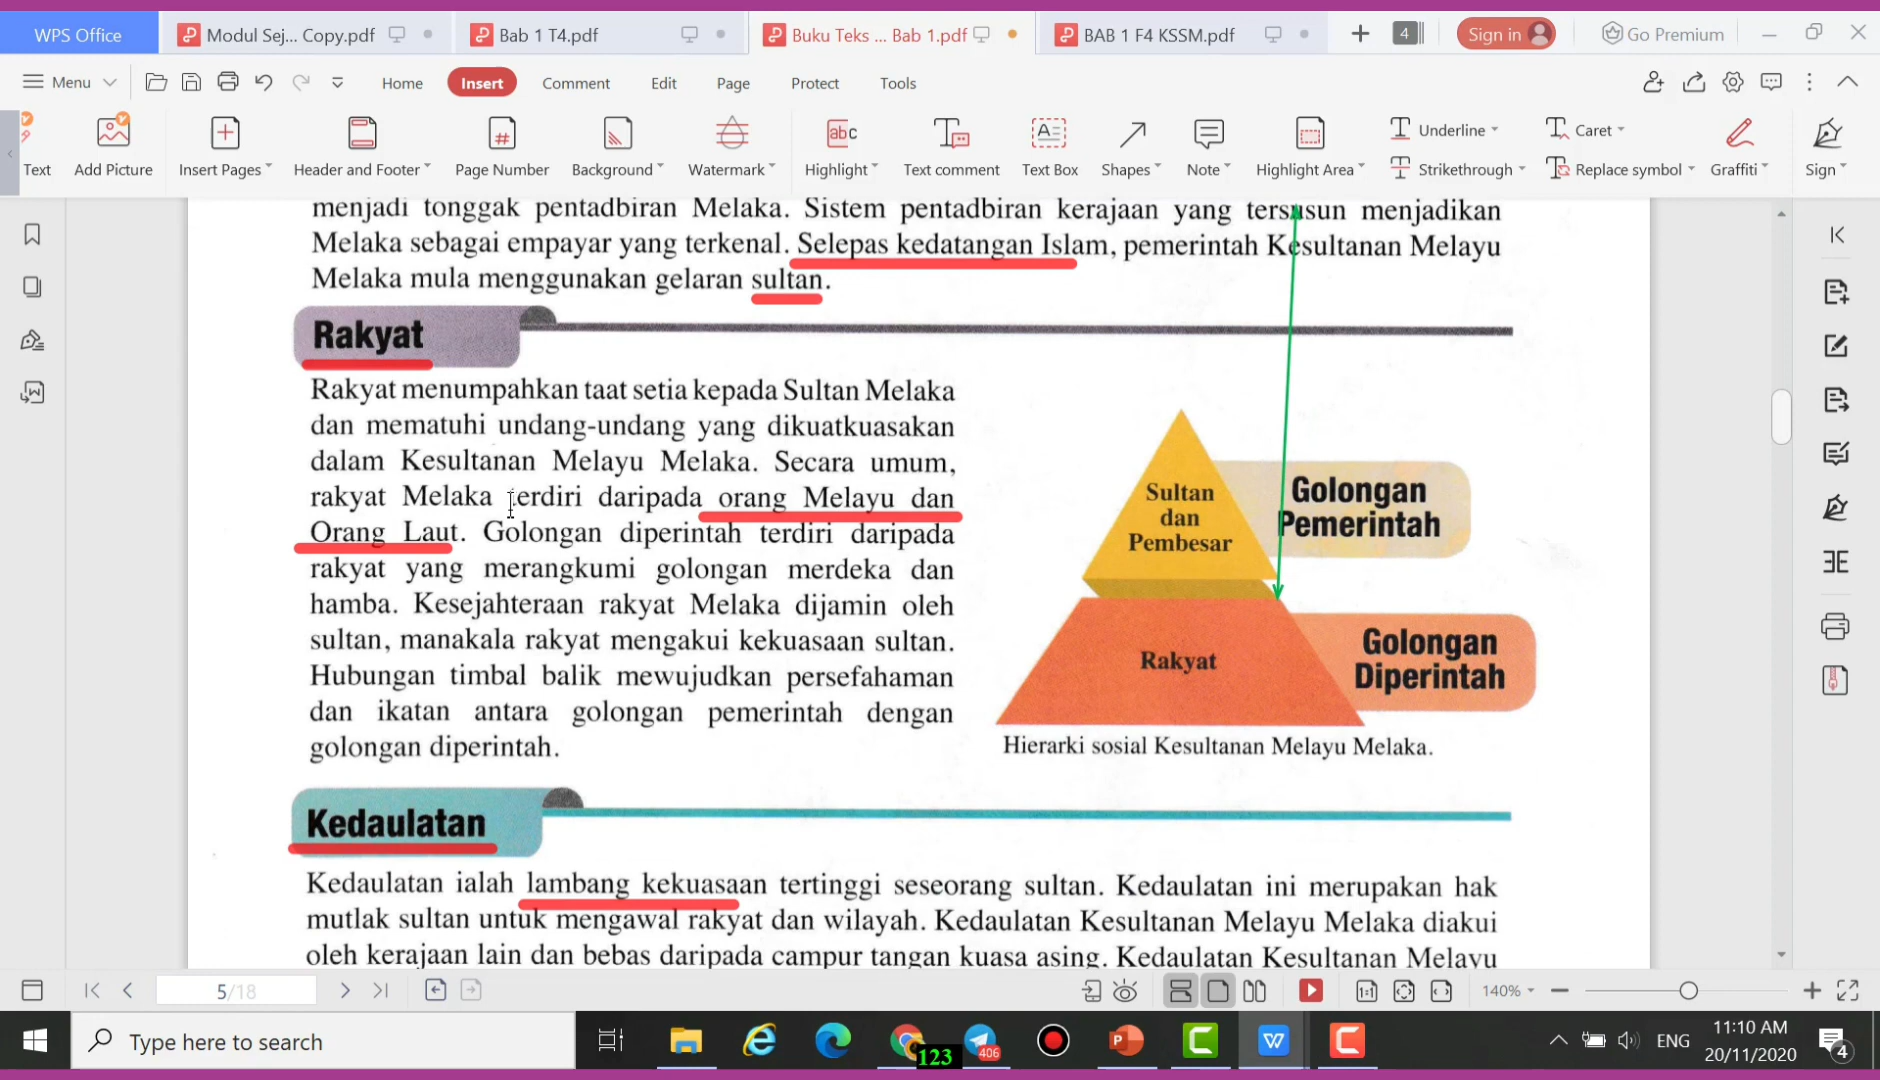 WPS Office
Modul Sej... Copy.pdf
Bab 1 T4.pdf
Buku Teks ... Bab 1.pdf
BAB 1 F4 KSSM.pdf
4
Sign in
Go Premium
Menu
Home
Insert
Comment
Edit
Page
Protect
Tools
Text
Add Picture
Insert Pages
Header and Footer
Page Number
Background
Watermark
Highlight
Text comment
Text Box
Shapes
Note
Highlight Area
Underline
Strikethrough
Caret
Replace symbol
Graffiti
Sign
menjadi tonggak pentadbiran Melaka. Sistem pentadbiran kerajaan yang tersusun menjadikan
Melaka sebagai empayar yang terkenal. Selepas kedatangan Islam, pemerintah Kesultanan Melayu
Melaka mula menggunakan gelaran sultan.
Rakyat
Rakyat menumpahkan taat setia kepada Sultan Melaka
dan mematuhi undang-undang yang dikuatkuasakan
dalam Kesultanan Melayu Melaka. Secara umum,
rakyat Melaka terdiri daripada orang Melayu dan
Orang Laut. Golongan diperintah terdiri daripada
rakyat yang merangkumi golongan merdeka dan
hamba. Kesejahteraan rakyat Melaka dijamin oleh
sultan, manakala rakyat mengakui kekuasaan sultan.
Hubungan timbal balik mewujudkan persefahaman
dan ikatan antara golongan pemerintah dengan
golongan diperintah.
Sultan
dan
Pembesar
Golongan
Pemerintah
Rakyat
Golongan
Diperintah
Hierarki sosial Kesultanan Melayu Melaka.
Kedaulatan
Kedaulatan ialah lambang kekuasaan tertinggi seseorang sultan. Kedaulatan ini merupakan hak
mutlak sultan untuk mengawal rakyat dan wilayah. Kedaulatan Kesultanan Melayu Melaka diakui
oleh kerajaan lain dan bebas daripada campur tangan kuasa asing. Kedaulatan Kesultanan Melayu
5/18
140%
Type here to search
123
406
ENG
11:10 AM
20/11/2020
4